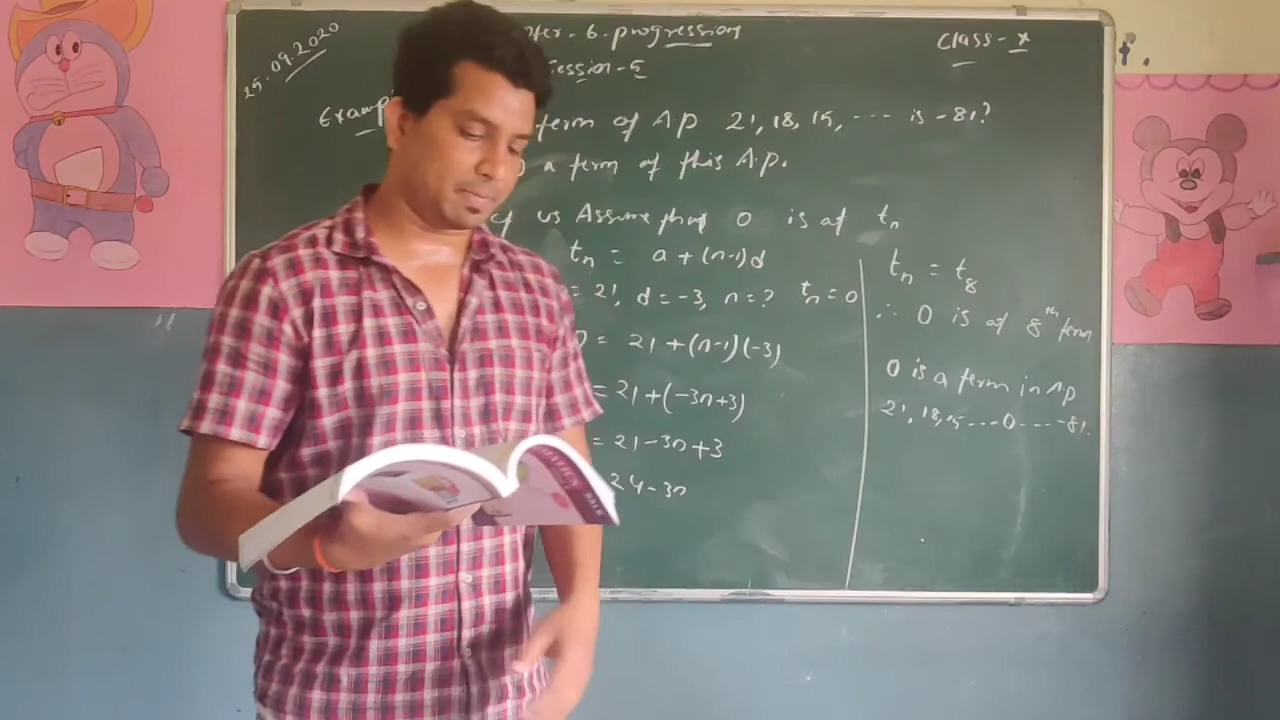 25.09.2020
6. progression
Class-X
Session-5
term of AP 21, 18, 15, --- is -81?
a term of this A.P.
us Assume that 0 is at tn
tn = a+(n-1)d
= 21, d=-3, n=? tn=0
0 = 21+(n-1)(-3)
= 21+(-3n+3)
= 21-3n+3
24-3n
tn = t8
∴ 0 is at 8th term
0 is a term in AP
21, 18, 15 ---0--- -81.